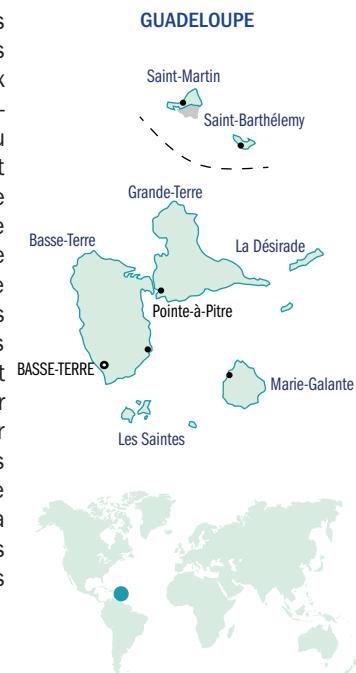 GUADELOUPE
Saint-Martin
Saint-Barthélemy
Grande-Terre
Basse-Terre
La Désirade
Pointe-à-Pitre
BASSE-TERRE
Marie-Galante
Les Saintes